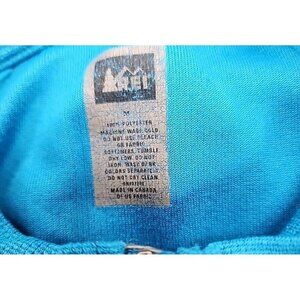 REI
M
100% POLYESTER
MACHINE WASH COLD
DO NOT USE BLEACH
OR FABRIC
SOFTENERS. TUMBLE
DRY LOW. DO NOT
IRON. WASH D/BR
COLORS SEPARATELY.
DO NOT DRY CLEAN
MADE IN CANADA
OF US FABRIC